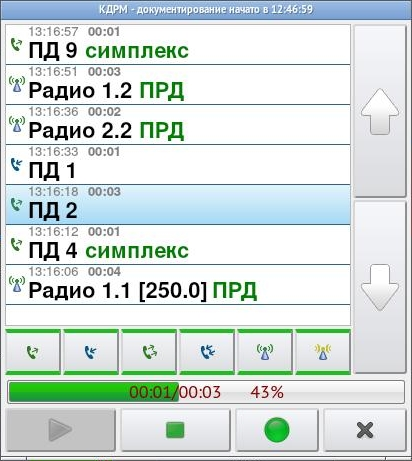 КДРМ - документирование начато в 12:46:59
13:16:57 00:01
ПД 9 симплекс
13:16:51 00:03
Радио 1.2 ПРД
13:16:36 00:02
Радио 2.2 ПРД
13:16:33 00:01
ПД 1
13:16:18 00:03
ПД 2
13:16:12 00:01
ПД 4 симплекс
13:16:06 00:04
Радио 1.1 [250.0] ПРД
00:01/00:03 43%